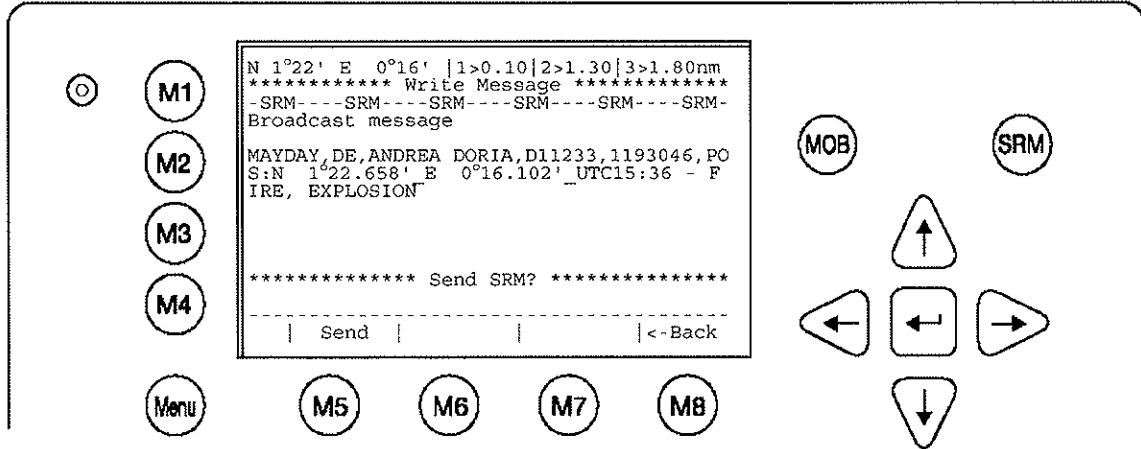 N 1°22' E 0°16' |1>0.10|2>1.30|3>1.80nm
************ Write Message *************
-SRM----SRM----SRM----SRM----SRM----SRM-
Broadcast message
MAYDAY,DE,ANDREA DORIA,D11233,1193046,PO
S:N 1°22.658'_E 0°16.102'_UTC15:36 - F
IRE, EXPLOSION
************** Send SRM? ***************
| Send | | |<-Back
M1
M2
M3
M4
Menu
M5
M6
M7
M8
MOB
SRM